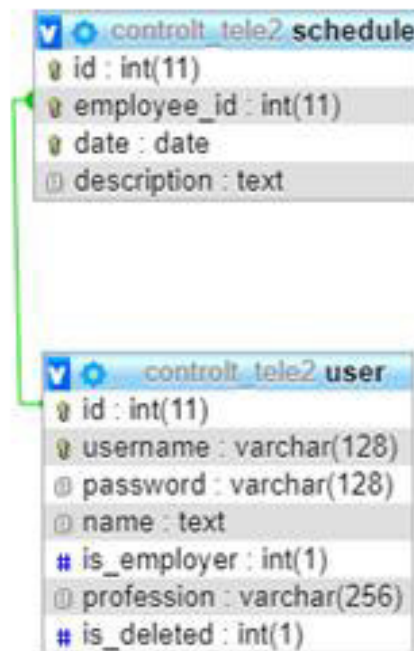 controlt_tele2 schedule
id : int(11)
employee_id : int(11)
date : date
description : text
controlt_tele2 user
id : int(11)
username : varchar(128)
password : varchar(128)
name : text
# is_employer : int(1)
profession : varchar(256)
# is_deleted : int(1)